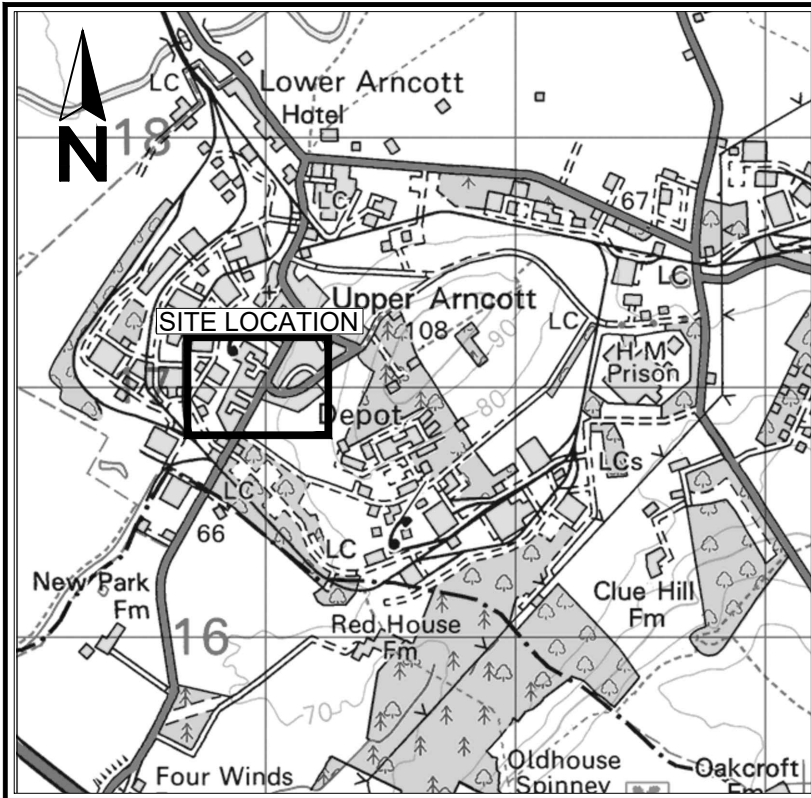 LC
Lower Arncott
Hotel
N
18
LC
67
LC
Upper Arncott
SITE LOCATION
108
90
LC
H M
Prison
80
Depot
LCs
LC
66
LC
New Park
Fm
Clue Hill
Fm
16
Red House
Fm
70
Four Winds
Oldhouse
Spinney
Oakcroft
Fm